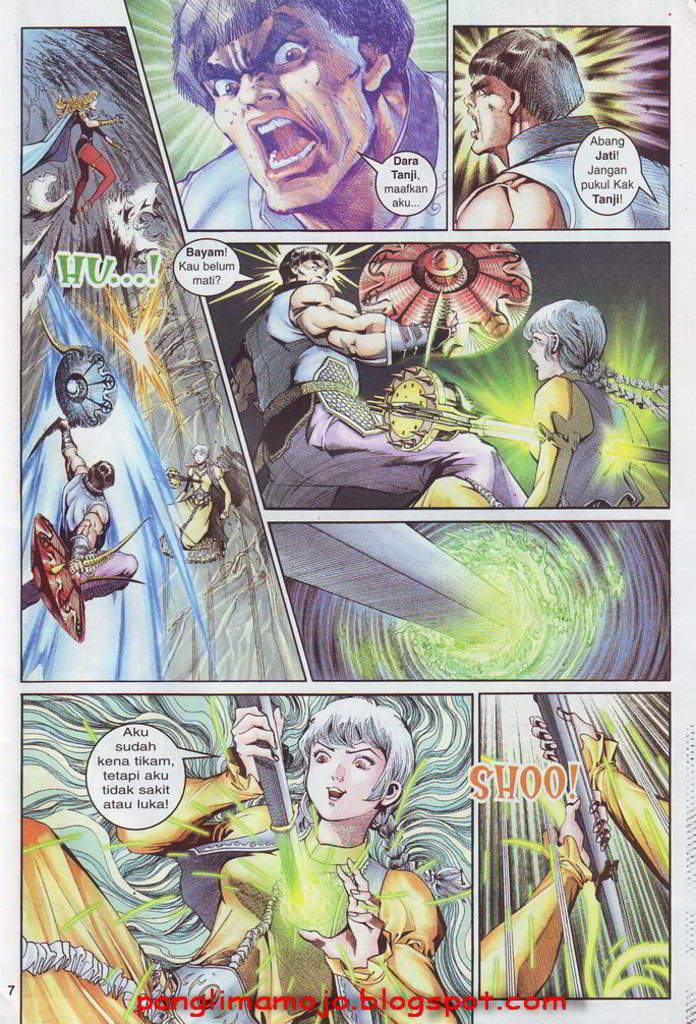 Dara
Tanji,
maafkan
aku...
Abang
Jati!
Jangan
pukul Kak
Tanji!
HU...!
Bayam!
Kau belum
mati?
Aku
sudah
kena tikam,
tetapi aku
tidak sakit
atau luka!
SHOO!
7
panglimamojo.blogspot.com